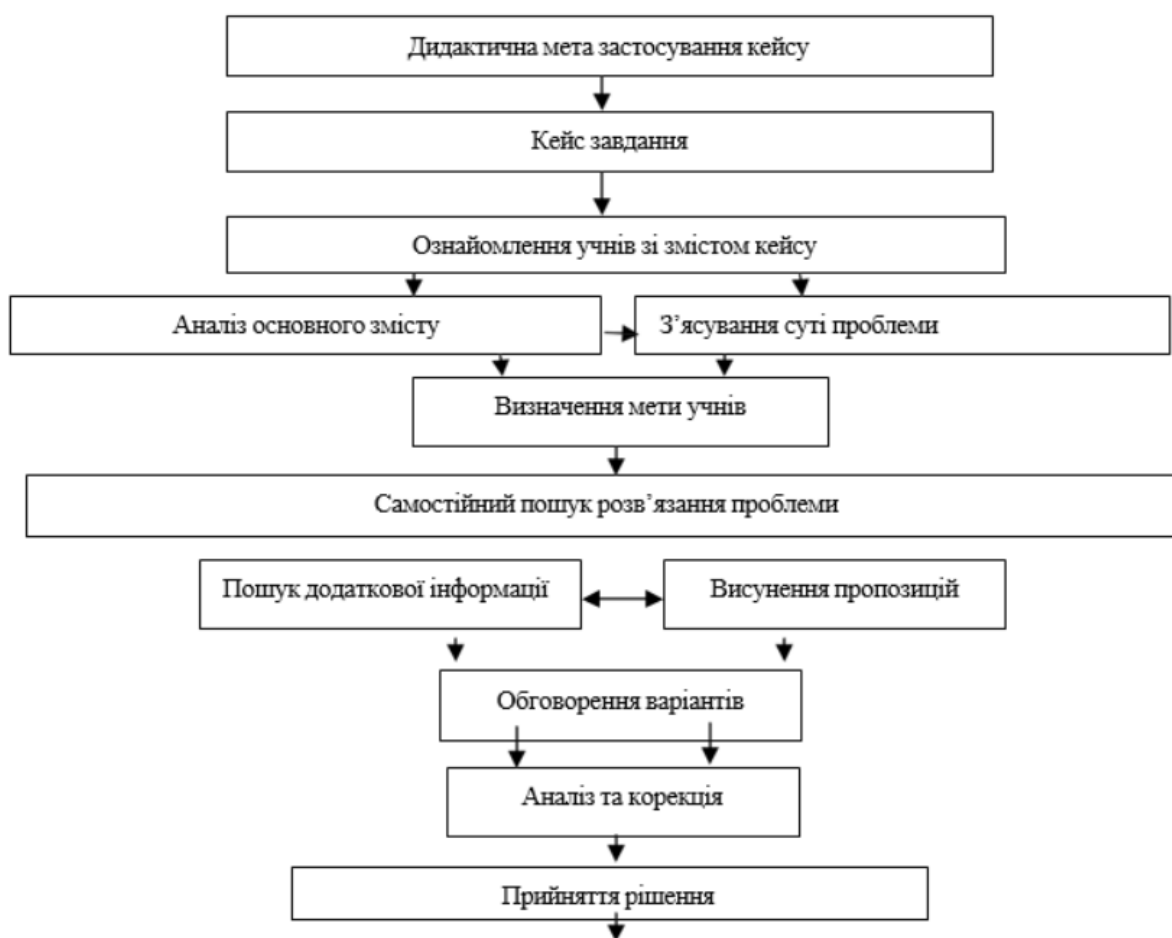 Дидактична мета застосування кейсу
Кейс завдання
Ознайомлення учнів зі змістом кейсу
Аналіз основного змісту
З’ясування суті проблеми
Визначення мети учнів
Самостійний пошук розв’язання проблеми
Пошук додаткової інформації
Висунення пропозицій
Обговорення варіантів
Аналіз та корекція
Прийняття рішення